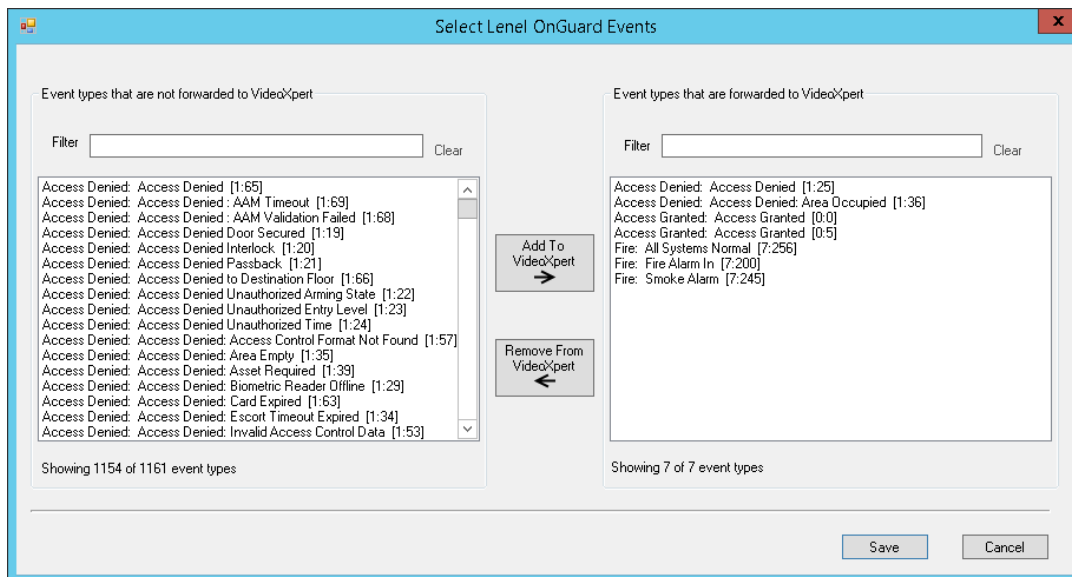 Select Lenel OnGuard Events
x
Event types that are not forwarded to VideoXpert
Filter
Clear
Access Denied: Access Denied [1:65]
Access Denied: Access Denied : AAM Timeout [1:69]
Access Denied: Access Denied : AAM Validation Failed [1:68]
Access Denied: Access Denied Door Secured [1:19]
Access Denied: Access Denied Interlock [1:20]
Access Denied: Access Denied Passback [1:21]
Access Denied: Access Denied to Destination Floor [1:66]
Access Denied: Access Denied Unauthorized Arming State [1:22]
Access Denied: Access Denied Unauthorized Entry Level [1:23]
Access Denied: Access Denied Unauthorized Time [1:24]
Access Denied: Access Denied: Access Control Format Not Found [1:57]
Access Denied: Access Denied: Area Empty [1:35]
Access Denied: Access Denied: Asset Required [1:39]
Access Denied: Access Denied: Biometric Reader Offline [1:29]
Access Denied: Access Denied: Card Expired [1:63]
Access Denied: Access Denied: Escort Timeout Expired [1:34]
Access Denied: Access Denied: Invalid Access Control Data [1:53]
Showing 1154 of 1161 event types
Add To
VideoXpert
Remove From
VideoXpert
Event types that are forwarded to VideoXpert
Filter
Clear
Access Denied: Access Denied [1:25]
Access Denied: Access Denied: Area Occupied [1:36]
Access Granted: Access Granted [0:0]
Access Granted: Access Granted [0:5]
Fire: All Systems Normal [7:256]
Fire: Fire Alarm In [7:200]
Fire: Smoke Alarm [7:245]
Showing 7 of 7 event types
Save
Cancel